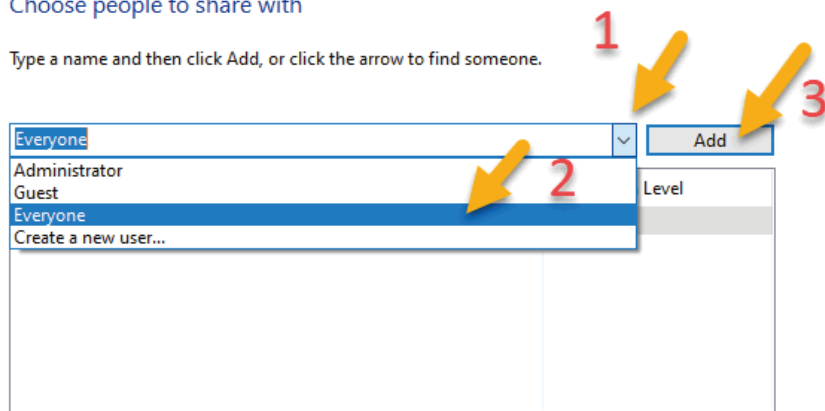 Choose people to share with
1
Type a name and then click Add, or click the arrow to find someone.
3
Everyone
Add
Administrator
2
Level
Guest
Everyone
Create a new user...